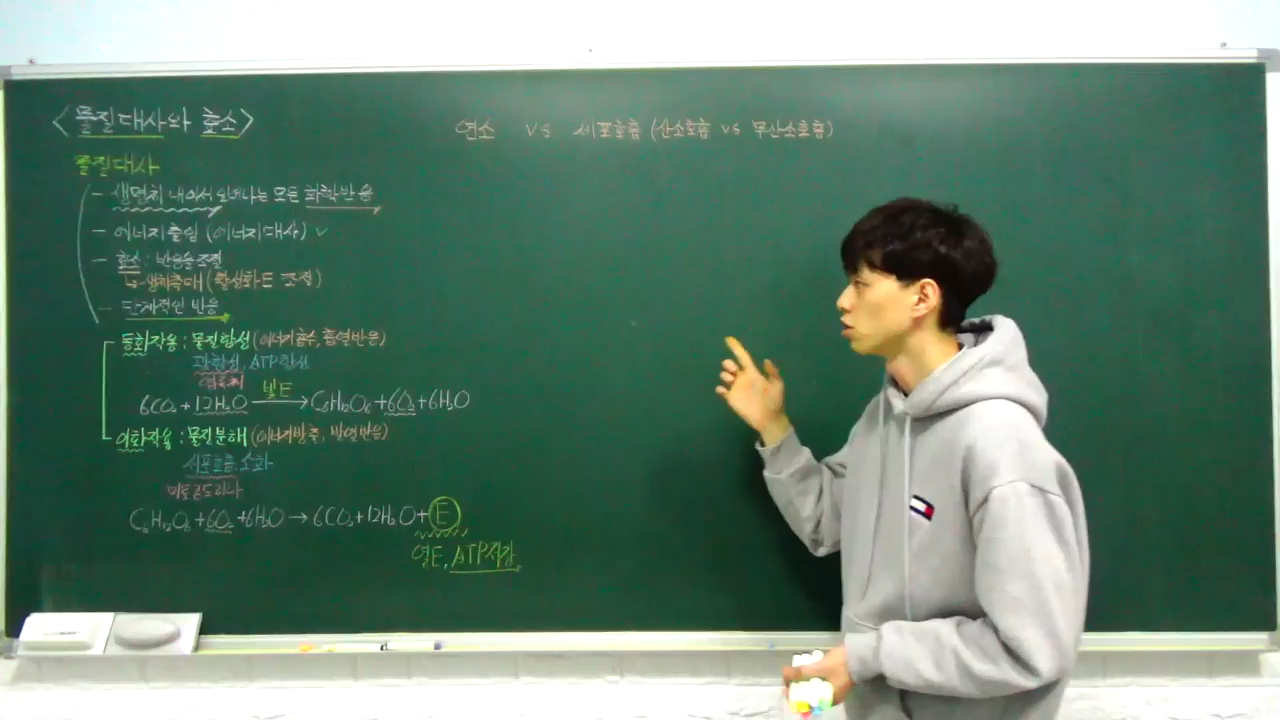 <물질대사와 효소>
물질대사
- 생명체 내에서 일어나는 모든 화학반응
- 에너지출입 (에너지대사) ✓
- 효소 : 반응을 조절
↳ 생체촉매 (활성화E 조절)
- 단계적인 반응
동화작용 : 물질합성 (에너지흡수, 흡열반응)
광합성, ATP합성
엽록체
6CO₂ + 12H₂O 빛E → C₆H₁₂O₆ + 6O₂ + 6H₂O
이화작용 : 물질분해 (에너지방출, 발열반응)
세포호흡, 소화
미토콘드리아
C₆H₁₂O₆ + 6O₂ + 6H₂O → 6CO₂ + 12H₂O + E
열E, ATP저장
연소 vs 세포호흡 (산소호흡 vs 무산소호흡)